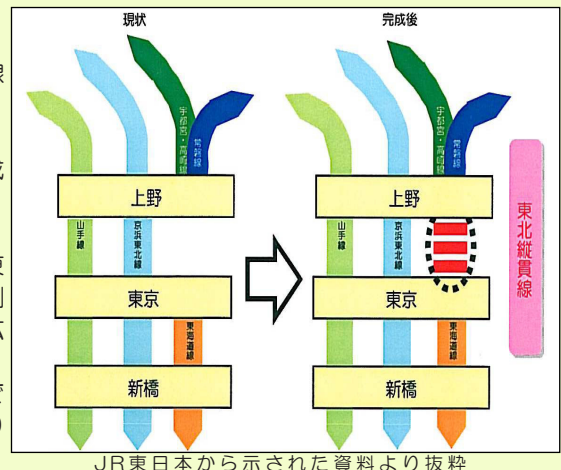 現状
宇都宮・高崎線
常磐線
上野
山手線
京浜東北線
東京
東海道線
新橋
完成後
宇都宮・高崎線
常磐線
上野
山手線
京浜東北線
東京
東海道線
新橋
東北縦貫線
JR東日本から示された資料より抜粋